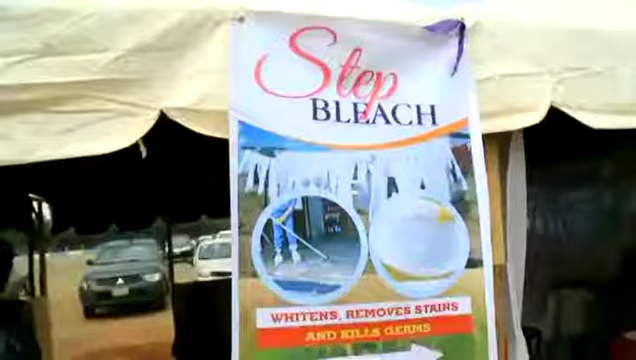 Step
BLEACH
WHITENS, REMOVES STAINS
AND KILLS GERMS